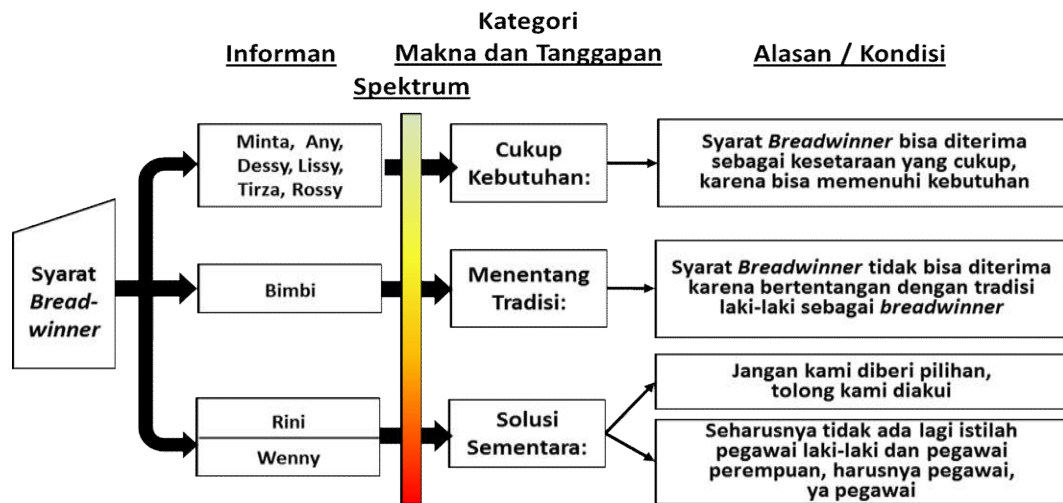 Kategori
Informan
Makna dan Tanggapan
Alasan / Kondisi
Spektrum
Syarat
Bread-
winner
Minta, Any,
Dessy, Lissy,
Tirza, Rossy
Cukup
Kebutuhan:
Syarat Breadwinner bisa diterima
sebagai kesetaraan yang cukup,
karena bisa memenuhi kebutuhan
Bimbi
Menentang
Tradisi:
Syarat Breadwinner tidak bisa diterima
karena bertentangan dengan tradisi
laki-laki sebagai breadwinner
Rini
Wenny
Solusi
Sementara:
Jangan kami diberi pilihan,
tolong kami diakui
Seharusnya tidak ada lagi istilah
pegawai laki-laki dan pegawai
perempuan, harusnya pegawai,
ya pegawai